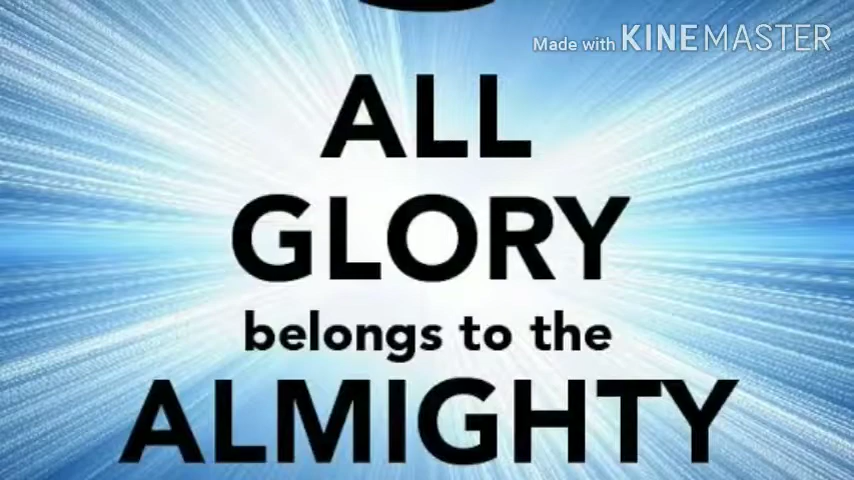 Made with KINEMASTER
ALL
GLORY
belongs to the
ALMIGHTY